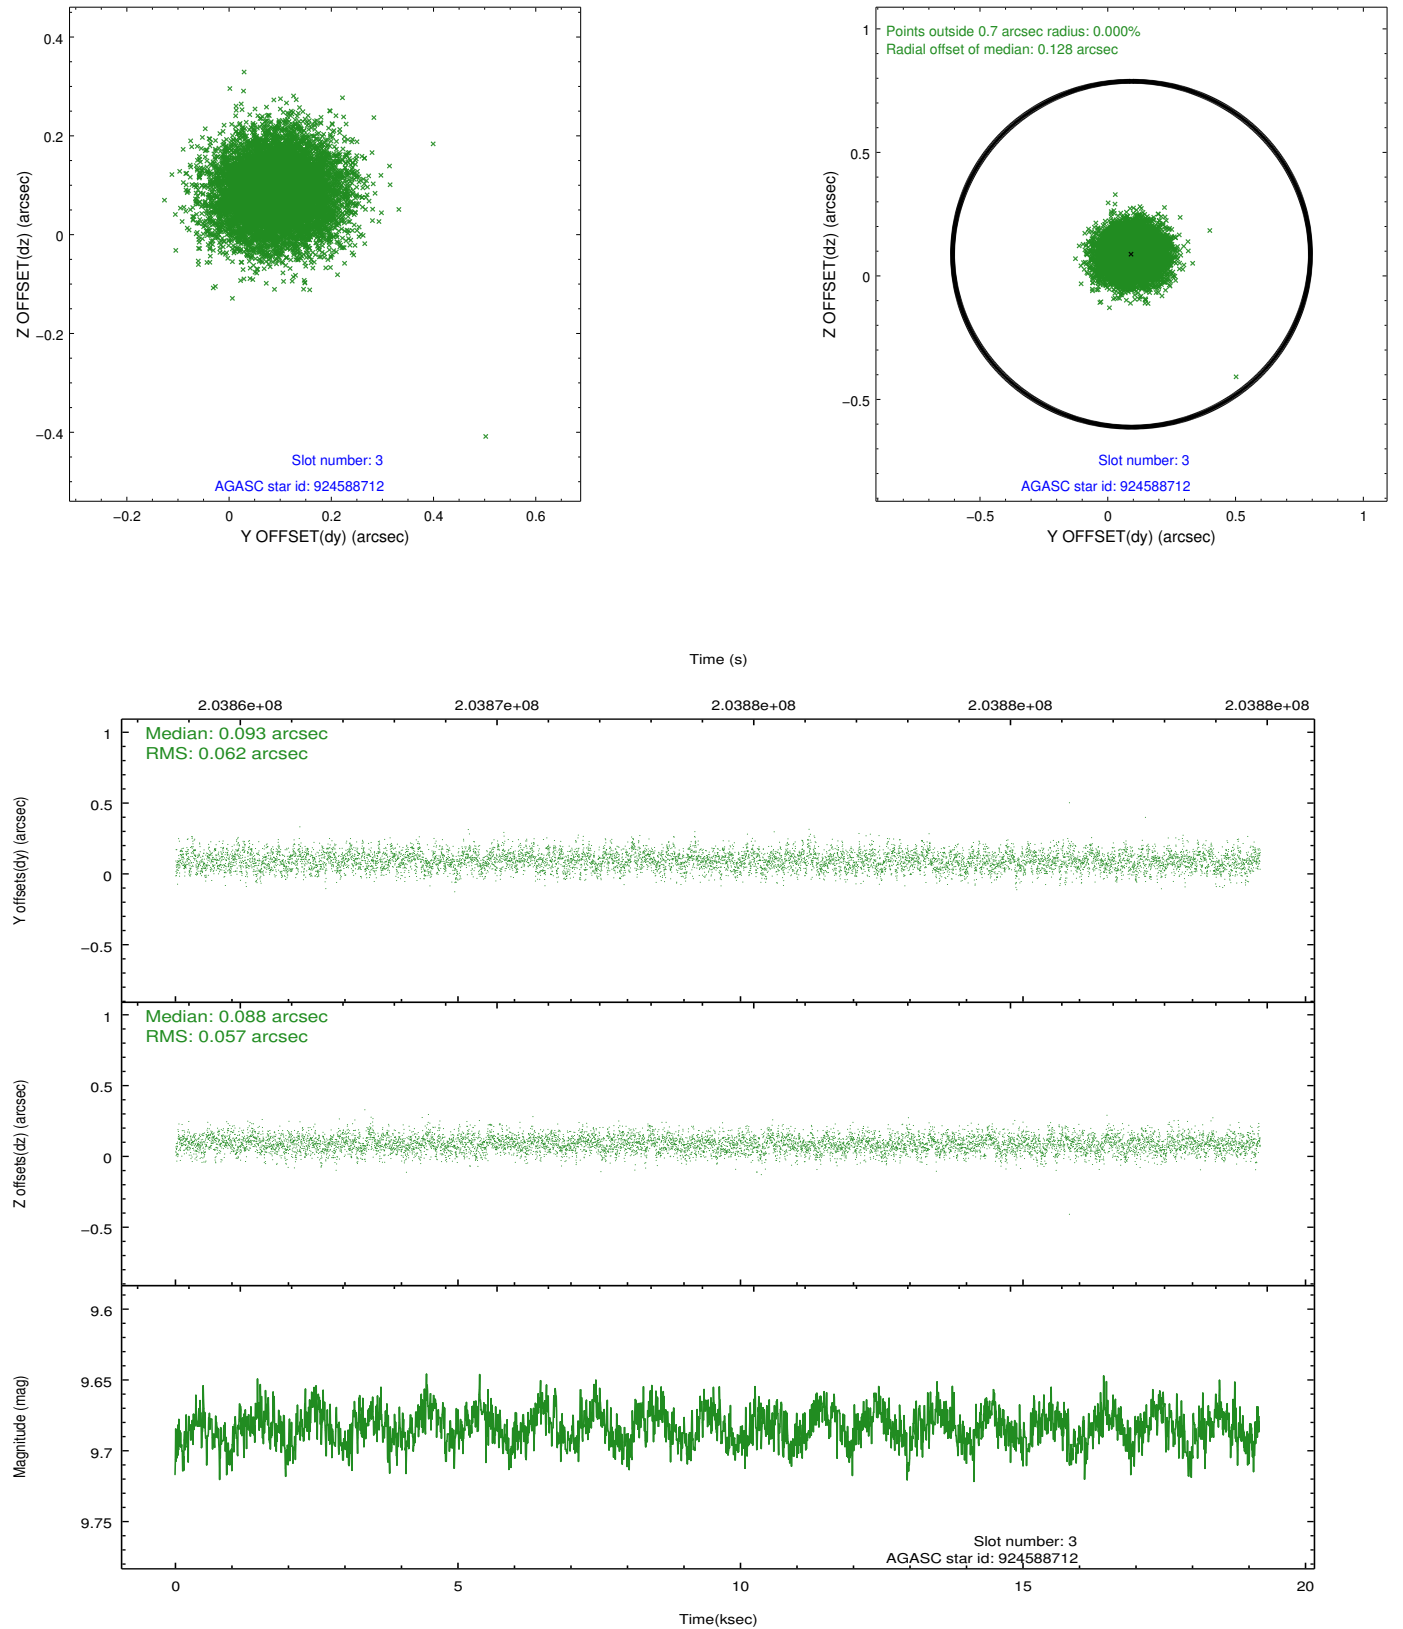 0.4
0.2
0
−0.2
−0.4
Z OFFSET(dz) (arcsec)
Slot number: 3
AGASC star id: 924588712
−0.2 0 0.2 0.4 0.6
Y OFFSET(dy) (arcsec)
Points outside 0.7 arcsec radius: 0.000%
Radial offset of median: 0.128 arcsec
1
0.5
0
−0.5
Z OFFSET(dz) (arcsec)
Slot number: 3
AGASC star id: 924588712
−0.5 0 0.5 1
Y OFFSET(dy) (arcsec)
Time (s)
2.0386e+08 2.0387e+08 2.0388e+08 2.0388e+08 2.0388e+08
Median: 0.093 arcsec
RMS: 0.062 arcsec
1
0.5
0
−0.5
Y offsets(dy) (arcsec)
Median: 0.088 arcsec
RMS: 0.057 arcsec
1
0.5
0
−0.5
Z offsets(dz) (arcsec)
9.6
9.65
9.7
9.75
Magnitude (mag)
Slot number: 3
AGASC star id: 924588712
0 5 10 15 20
Time(ksec)